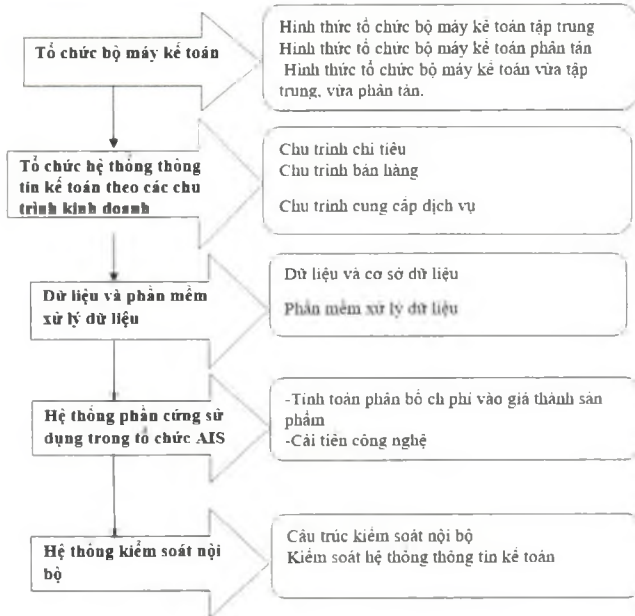 Tổ chức bộ máy kế toán
Hình thức tổ chức bộ máy kế toán tập trung
Hình thức tổ chức bộ máy kế toán phân tán
Hình thức tổ chức bộ máy kế toán vừa tập
trung, vừa phân tán.
Tổ chức hệ thống thông
tin kế toán theo các chu
trình kinh doanh
Chu trình chi tiêu
Chu trình bán hàng
Chu trình cung cấp dịch vụ
Dữ liệu và phần mềm
xử lý dữ liệu
Dữ liệu và cơ sở dữ liệu
Phần mềm xử lý dữ liệu
Hệ thống phần cứng sử
dụng trong tổ chức AIS
-Tính toán phân bổ ch phí vào giá thành sản
phẩm
-Cải tiến công nghệ
Hệ thống kiểm soát nội
bộ
Cấu trúc kiểm soát nội bộ
Kiểm soát hệ thống thông tin kế toán